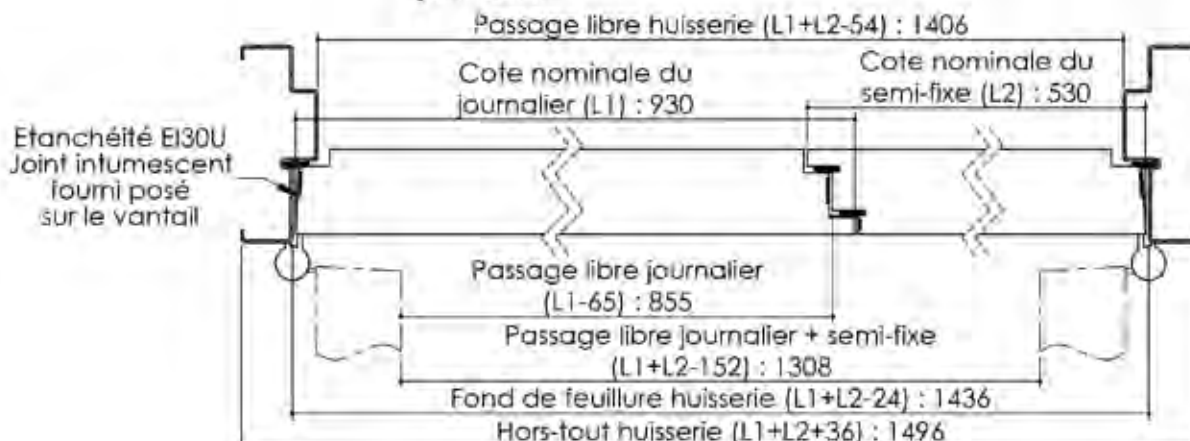 Passage libre huisserie (L1+L2-54) : 1406
Cote nominale du
journalier (L1) : 930
Cote nominale du
semi-fixe (L2) : 530
Etanchéité EI30U
Joint intumescent
fourni posé
sur le vantail
Passage libre journalier
(L1-65) : 855
Passage libre journalier + semi-fixe
(L1+L2-152) : 1308
Fond de feuillure huisserie (L1+L2-24) : 1436
Hors-tout huisserie (L1+L2+36) : 1496